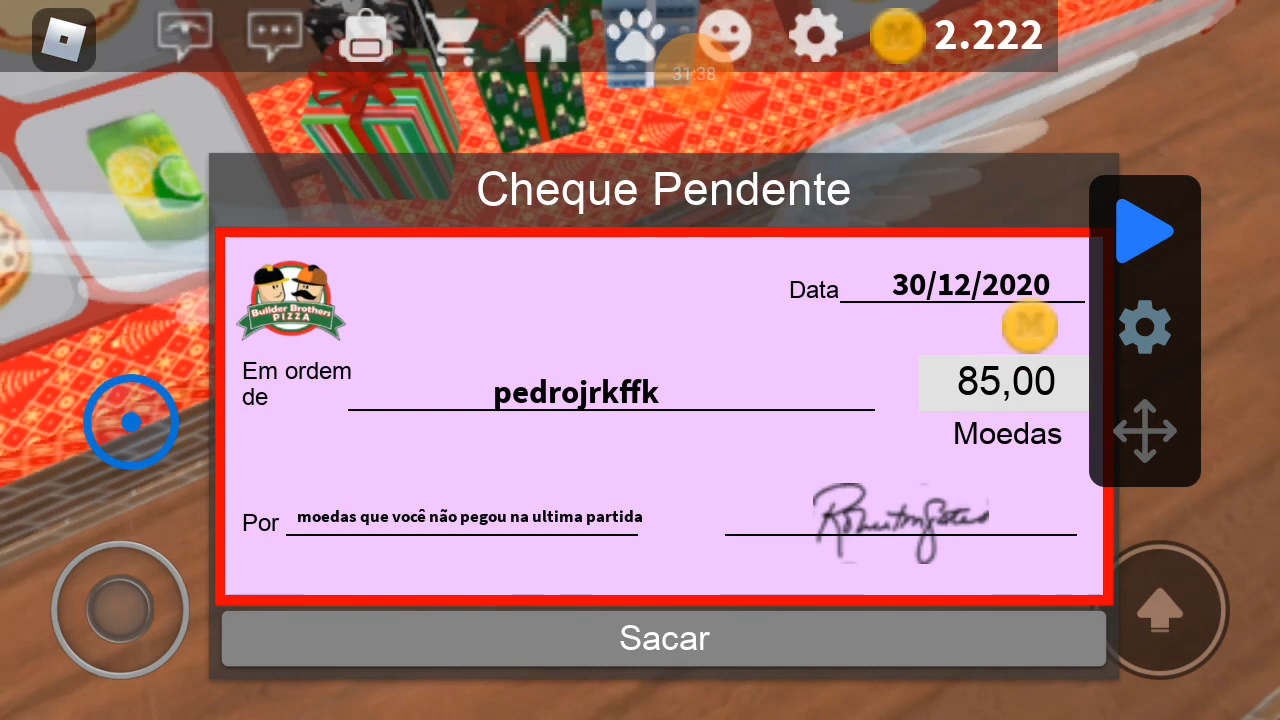 2.222
31:38
Cheque Pendente
Builder Brothers
PIZZA
Data 30/12/2020
M
Em ordem
de pedrojrkffk
85,00
Moedas
Por moedas que você não pegou na ultima partida
Sacar